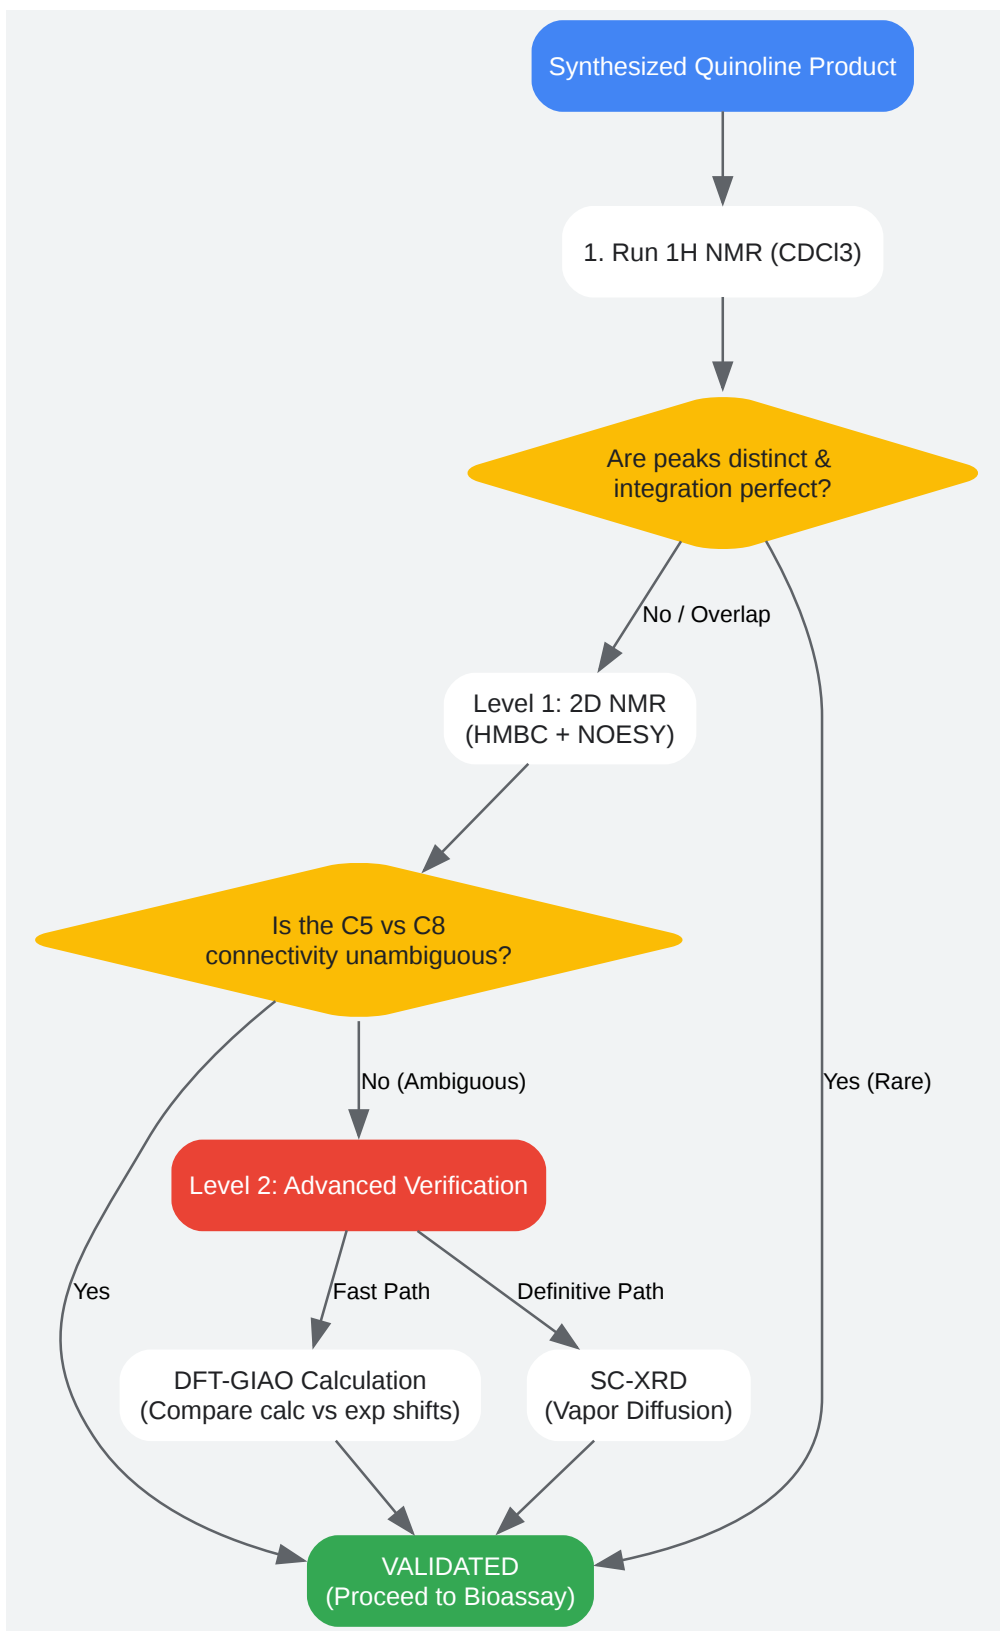 Synthesized Quinoline Product
1. Run 1H NMR (CDCl3)
Are peaks distinct &
integration perfect?
No / Overlap
Level 1: 2D NMR
(HMBC + NOESY)
Is the C5 vs C8
connectivity unambiguous?
No (Ambiguous)
Yes (Rare)
Level 2: Advanced Verification
Yes
Fast Path
Definitive Path
DFT-GIAO Calculation
(Compare calc vs exp shifts)
SC-XRD
(Vapor Diffusion)
VALIDATED
(Proceed to Bioassay)